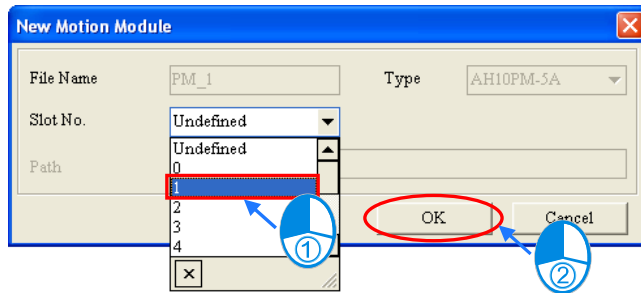 New Motion Module
File Name
PM_1
Type
AH10PM-5A
Slot No.
Undefined
Undefined
0
1
2
3
4
Path
OK
Cancel
①
②